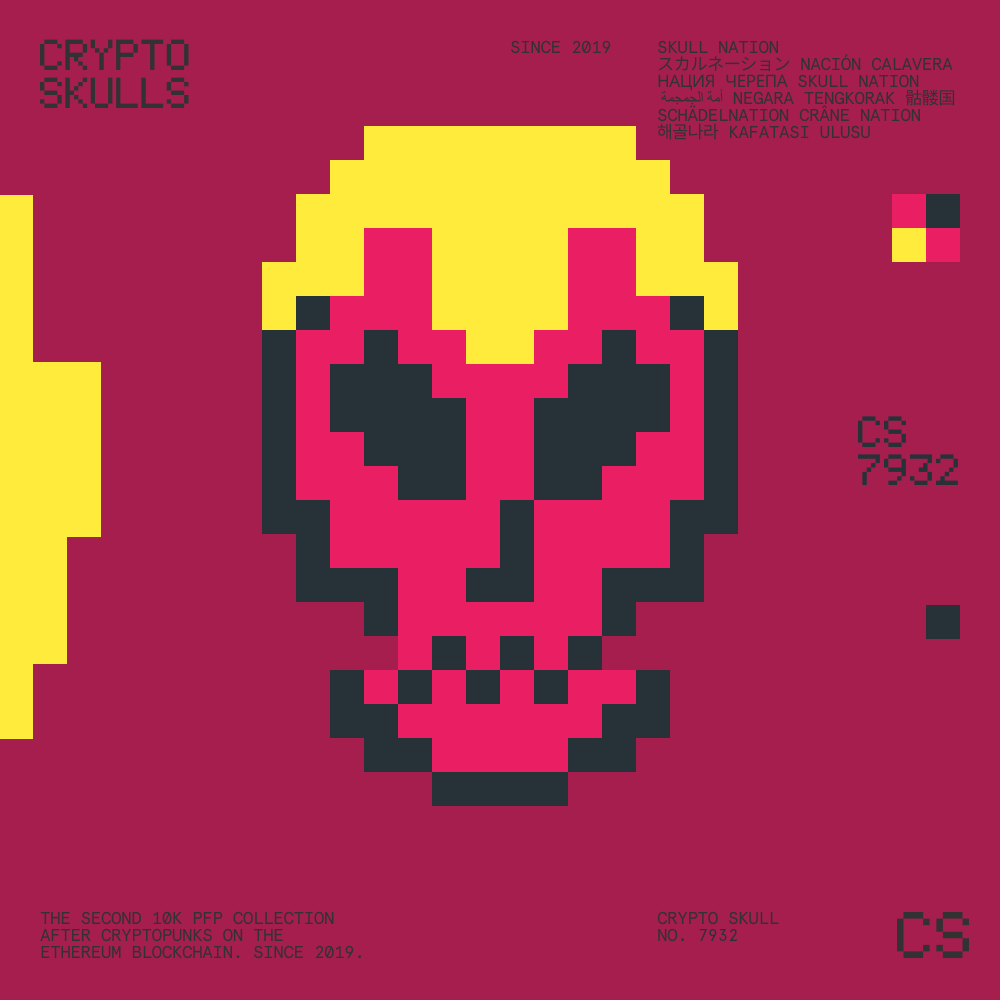 CRYPTO
SKULLS
SINCE 2019
SKULL NATION
スカルネーション NACIÓN CALAVERA
НАЦИЯ ЧЕРЕПА SKULL NATION
أمة الجمجمة NEGARA TENGKORAK 骷髅国
SCHÄDELNATION CRÂNE NATION
해골나라 KAFATASI ULUSU
CS
7932
THE SECOND 10K PFP COLLECTION
AFTER CRYPTOPUNKS ON THE
ETHEREUM BLOCKCHAIN. SINCE 2019.
CRYPTO SKULL
NO. 7932
CS